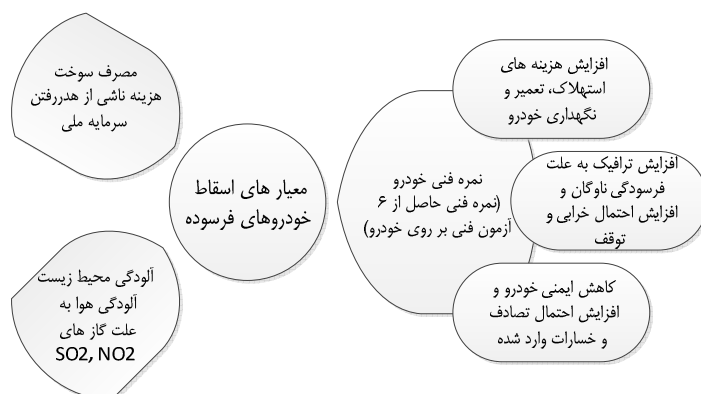 افزایش هزینه های
استهلاک، تعمیر و
نگهداری خودرو
افزایش ترافیک به علت
فرسودگی ناوگان و
افزایش احتمال خرابی و
توقف
کاهش ایمنی خودرو و
افزایش احتمال تصادف
و خسارات وارد شده
نمره فنی خودرو
(نمره فنی حاصل از ۶
آزمون فنی بر روی خودرو)
معیار های اسقاط
خودروهای فرسوده
مصرف سوخت
هزینه ناشی از هدررفتن
سرمایه ملی
آلودگی محیط زیست
آلودگی هوا به
علت گاز های
SO2, NO2